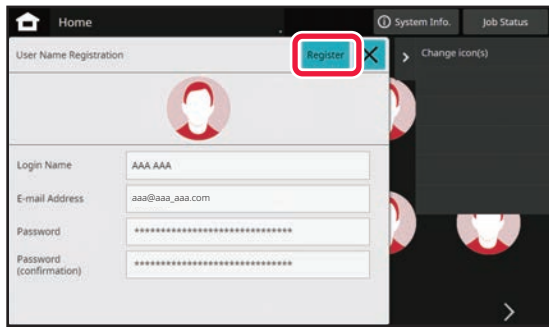 Home
System Info.
Job Status
User Name Registration
Register
Change icon(s)
Login Name
AAA AAA
E-mail Address
aaa@aaa_aaa.com
Password
********************************
Password
(confirmation)
********************************